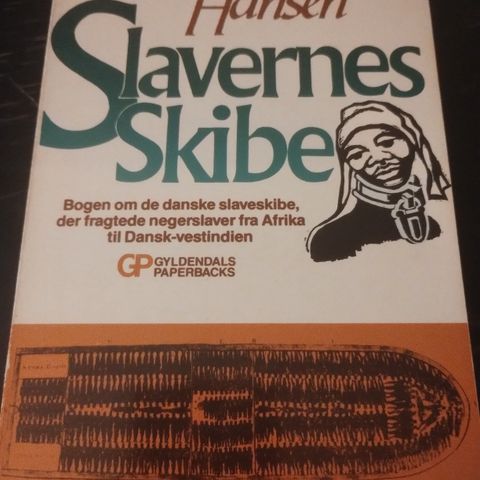 Hansen
Slavernes
Skibe
Bogen om de danske slaveskibe,
der fragtede negerslaver fra Afrika
til Dansk-vestindien
GP GYLDENDALS
PAPERBACKS